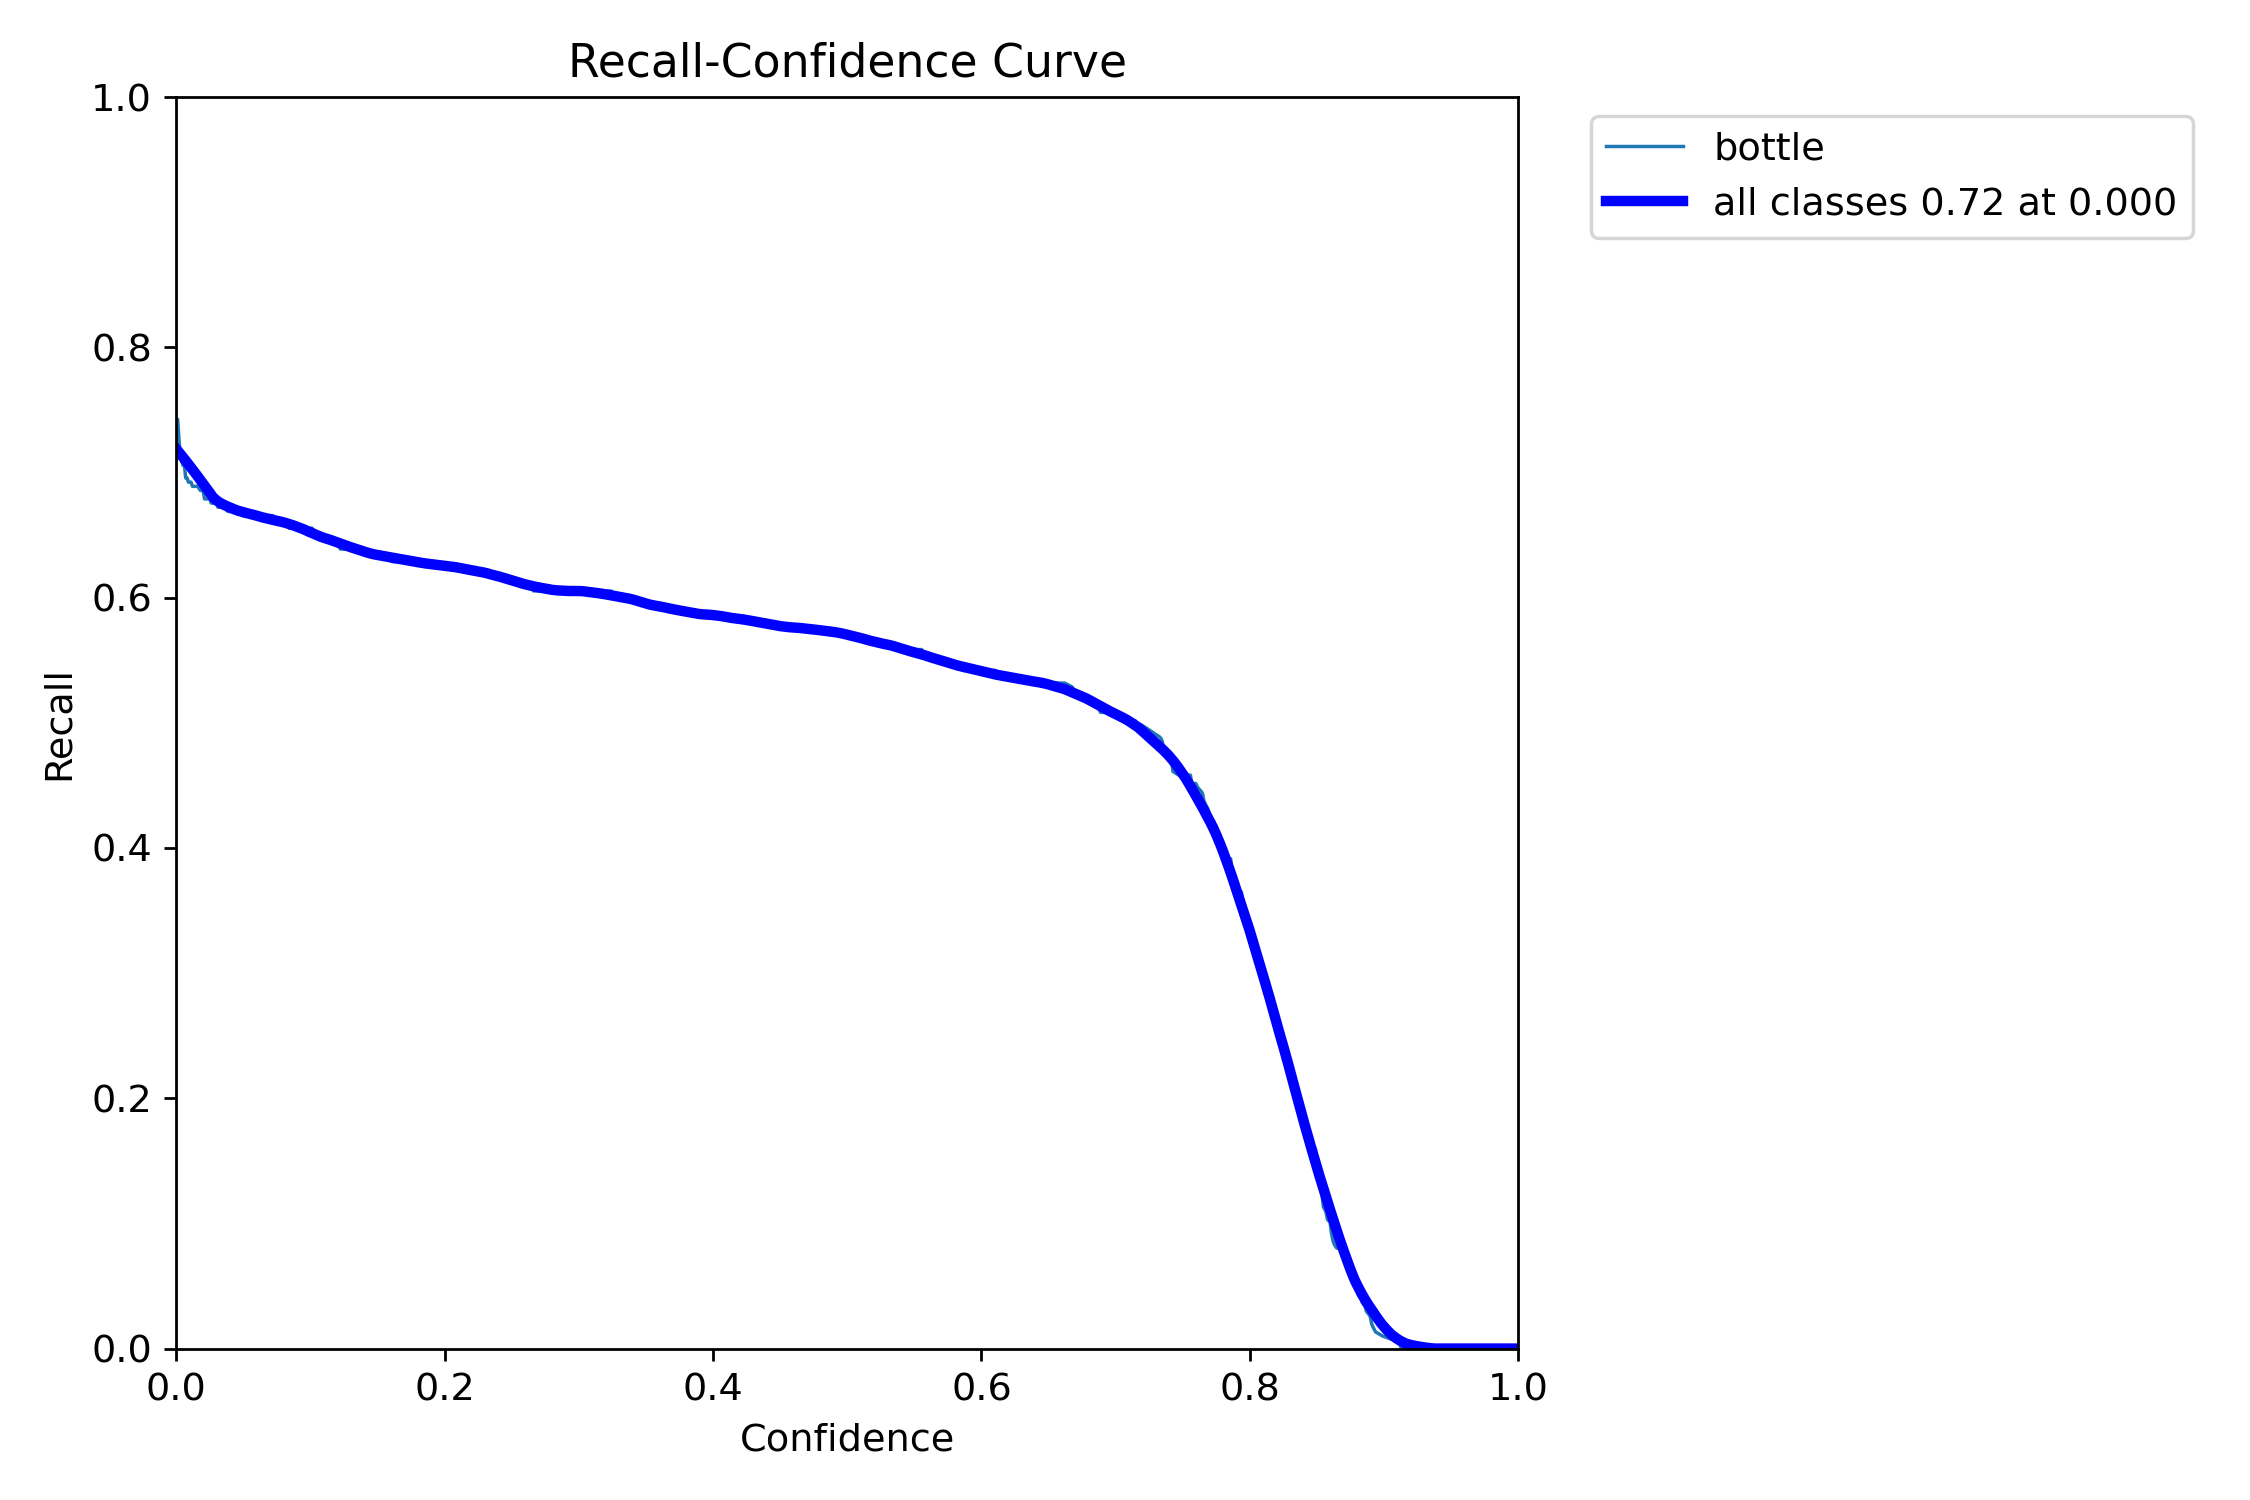 Recall-Confidence Curve
1.0
0.8
0.6
0.4
0.2
0.0
Recall
0.0 0.2 0.4 0.6 0.8 1.0
Confidence
bottle
all classes 0.72 at 0.000